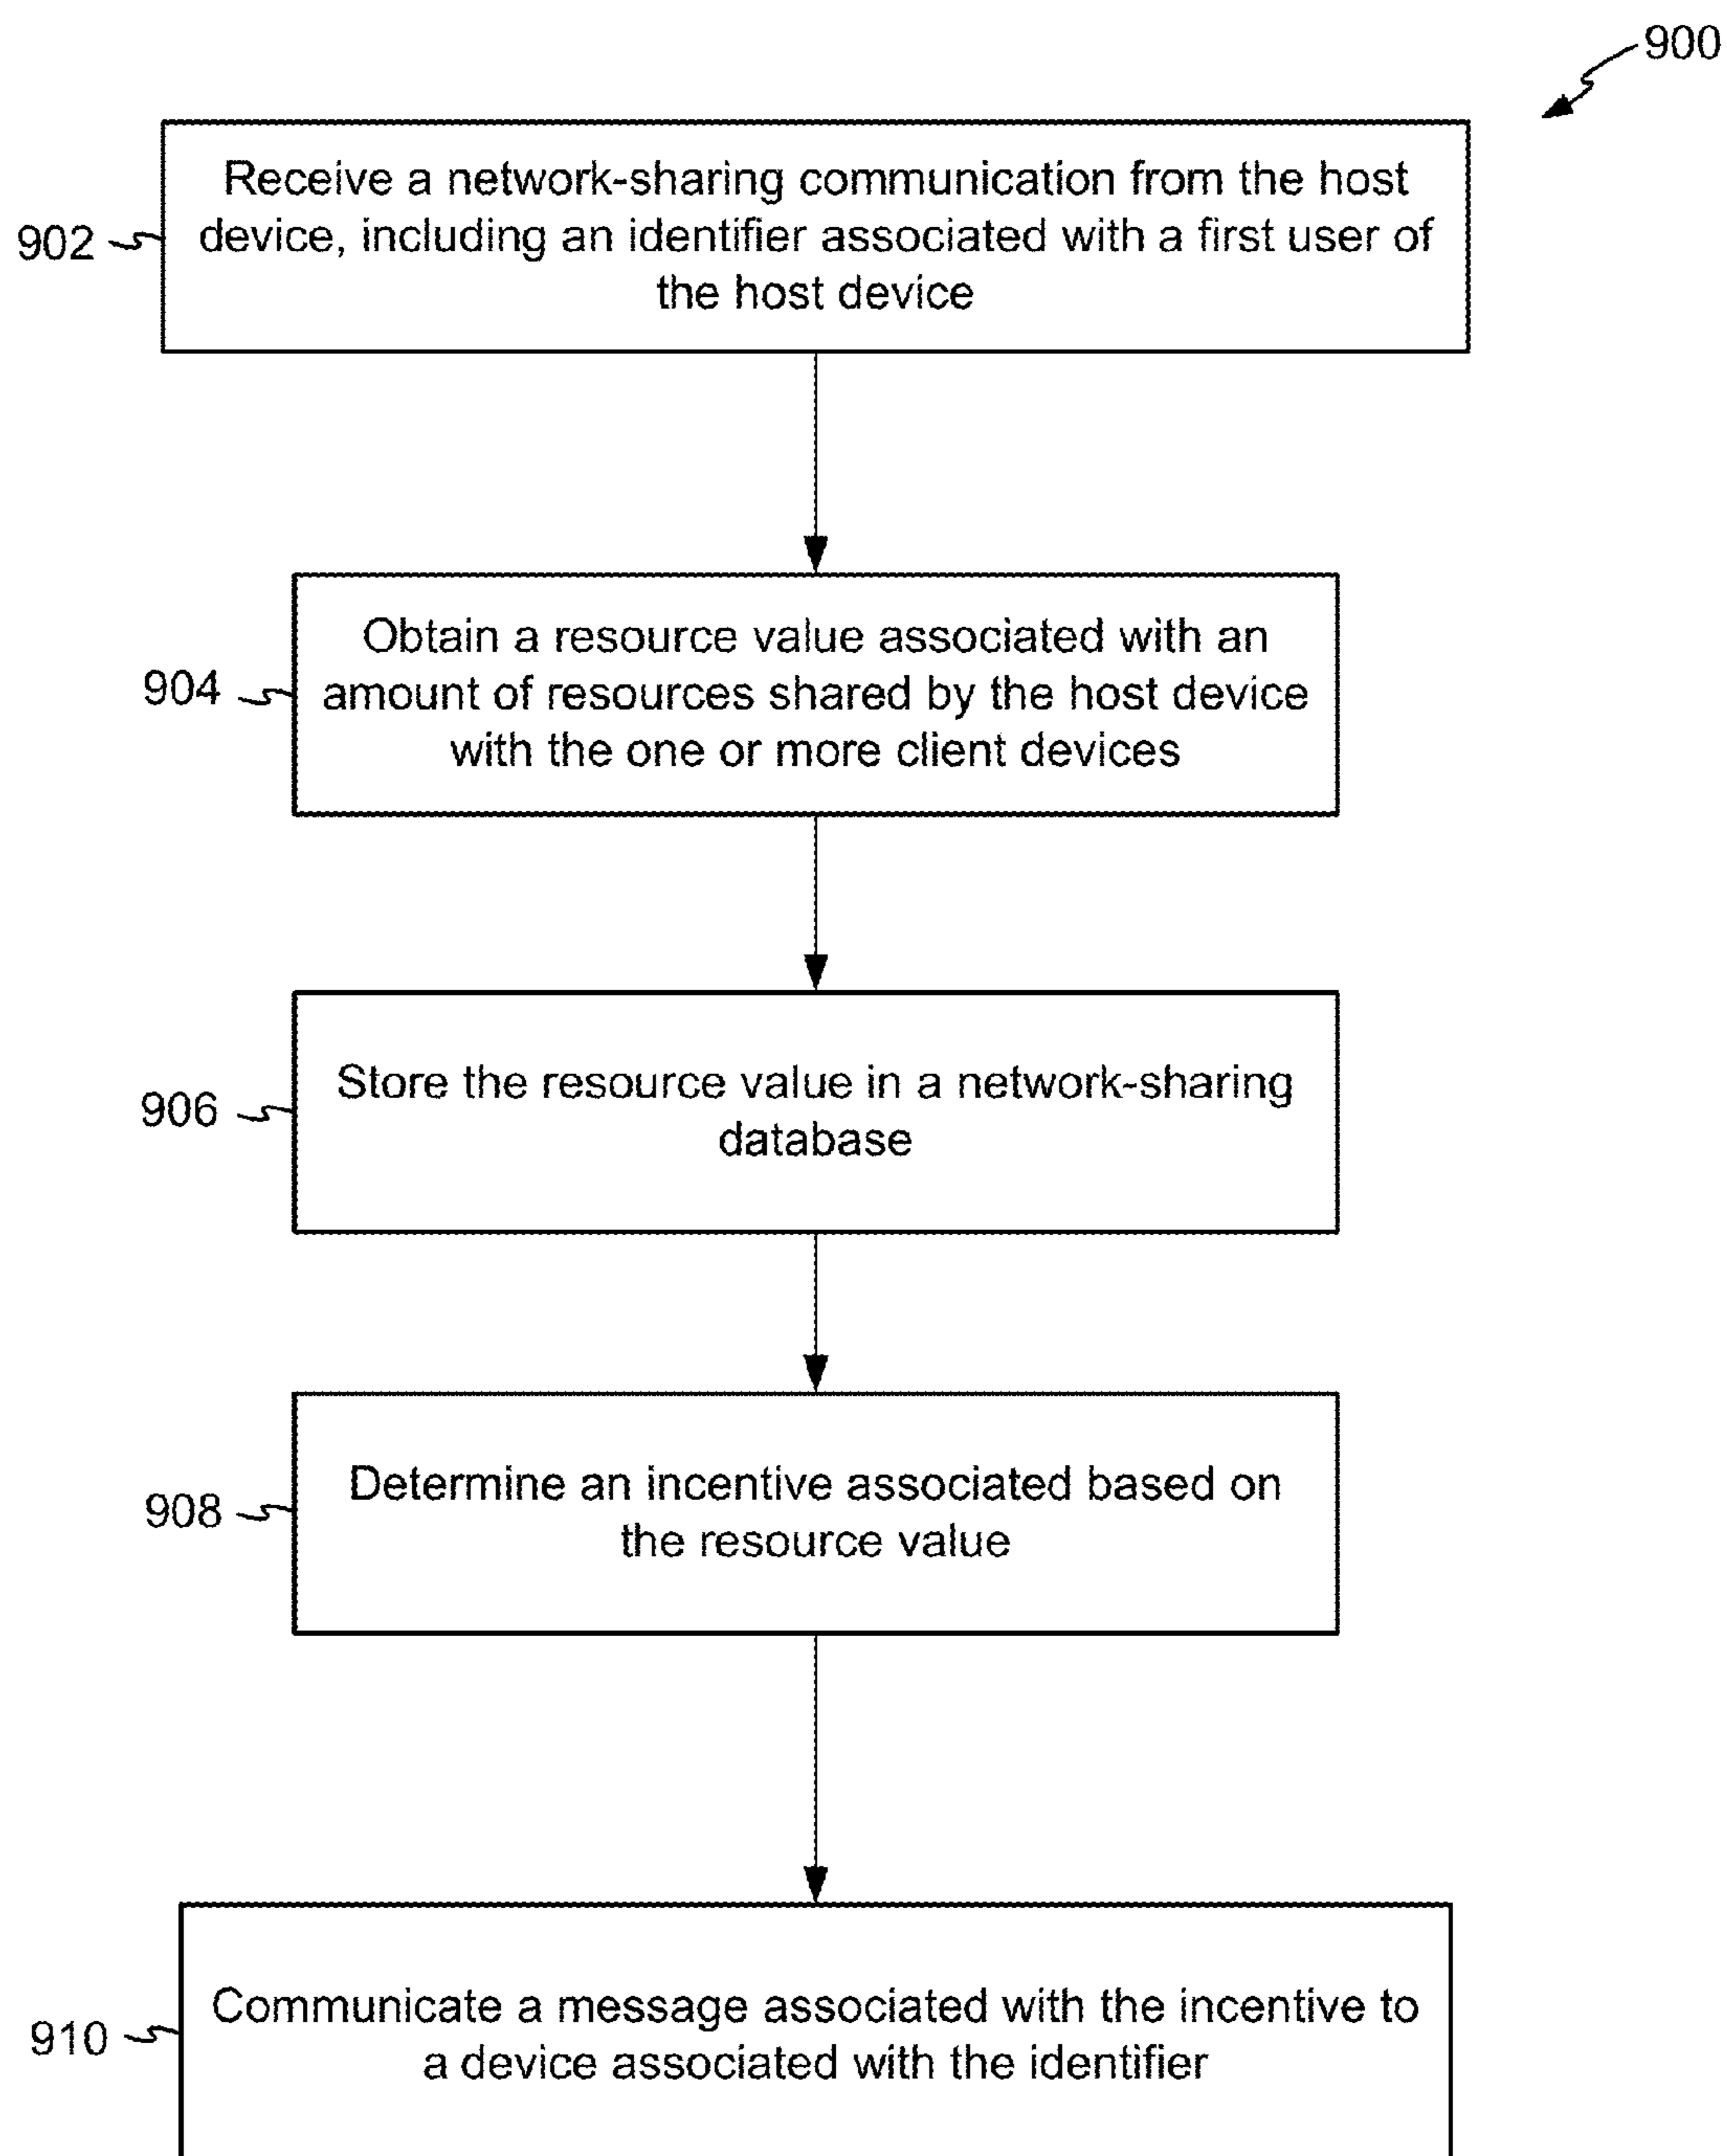 900
Receive a network-sharing communication from the host
device, including an identifier associated with a first user of
the host device
902
Obtain a resource value associated with an
amount of resources shared by the host device
with the one or more client devices
904
Store the resource value in a network-sharing
database
906
Determine an incentive associated based on
the resource value
908
Communicate a message associated with the incentive to
a device associated with the identifier
910